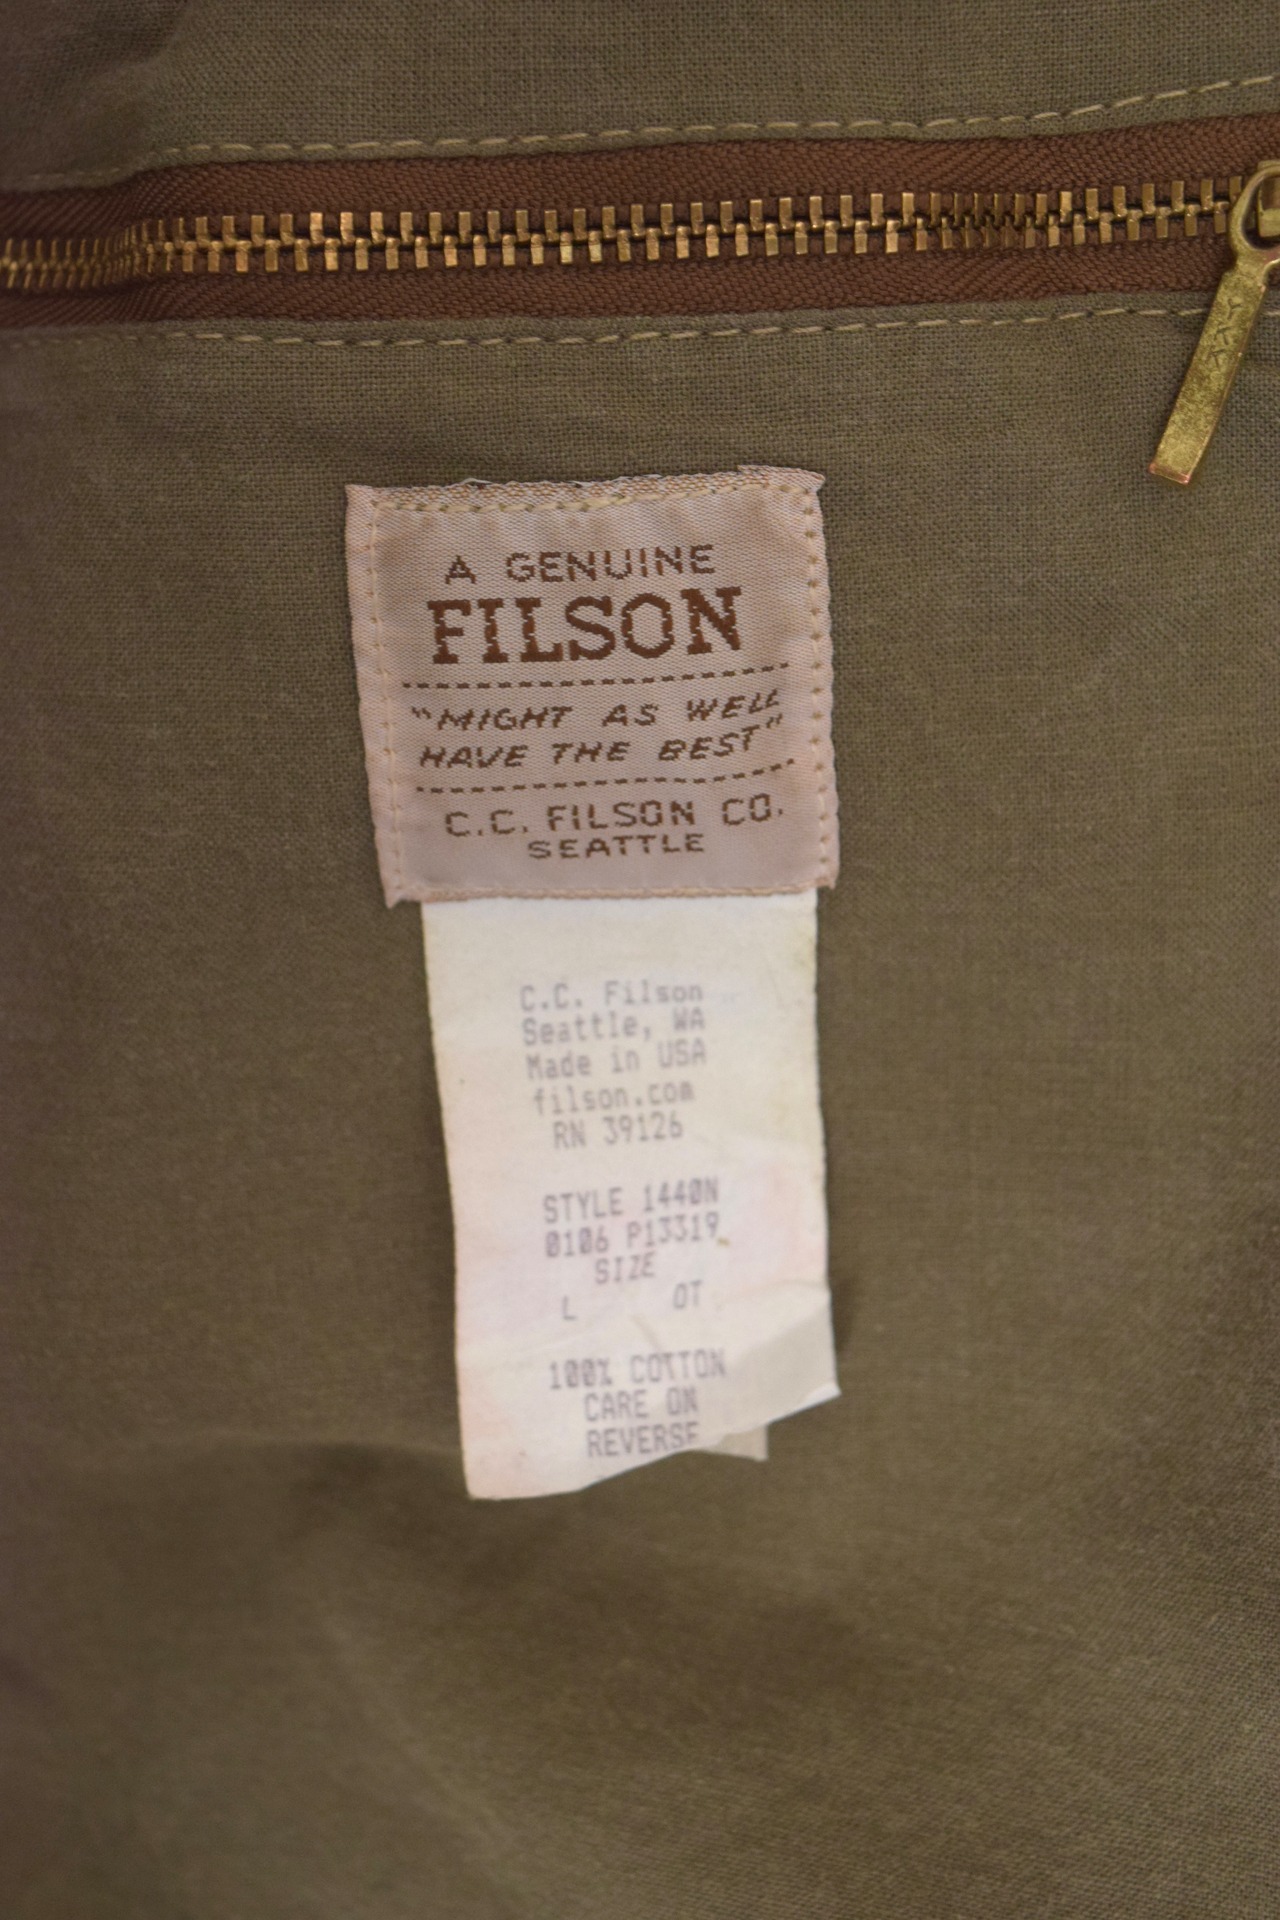 YKK
A GENUINE
FILSON
"MIGHT AS WELL
HAVE THE BEST"
C.C. FILSON CO.
SEATTLE
C.C. Filson
Seattle, WA
Made in USA
filson.com
RN 39126
STYLE 1440N
0106 P13319
SIZE
L OT
100% COTTON
CARE ON
REVERSE